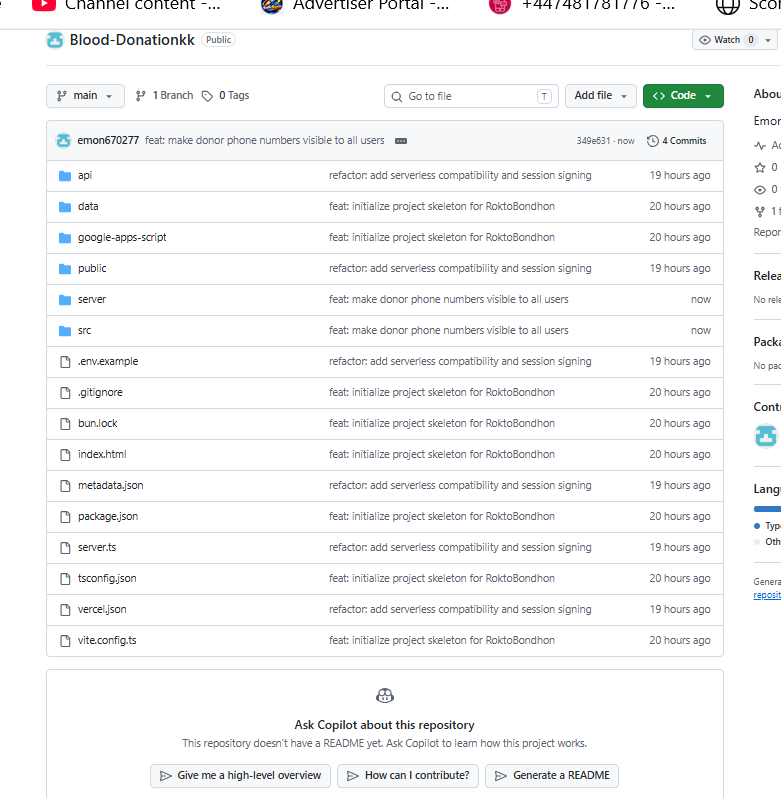 Channel content -... Advertiser Portal -... +447481781776 -...
Blood-Donationkk Public Watch 0
main 1 Branch 0 Tags Go to file T Add file Code
emon670277 feat: make donor phone numbers visible to all users 349e631 · now 4 Commits
api refactor: add serverless compatibility and session signing 19 hours ago
data feat: initialize project skeleton for RoktoBondhon 20 hours ago
google-apps-script feat: initialize project skeleton for RoktoBondhon 20 hours ago
public refactor: add serverless compatibility and session signing 19 hours ago
server feat: make donor phone numbers visible to all users now
src feat: make donor phone numbers visible to all users now
.env.example refactor: add serverless compatibility and session signing 19 hours ago
.gitignore feat: initialize project skeleton for RoktoBondhon 20 hours ago
bun.lock feat: initialize project skeleton for RoktoBondhon 20 hours ago
index.html feat: initialize project skeleton for RoktoBondhon 20 hours ago
metadata.json refactor: add serverless compatibility and session signing 19 hours ago
package.json feat: initialize project skeleton for RoktoBondhon 20 hours ago
server.ts refactor: add serverless compatibility and session signing 19 hours ago
tsconfig.json feat: initialize project skeleton for RoktoBondhon 20 hours ago
vercel.json refactor: add serverless compatibility and session signing 19 hours ago
vite.config.ts feat: initialize project skeleton for RoktoBondhon 20 hours ago
Ask Copilot about this repository
This repository doesn't have a README yet. Ask Copilot to learn how this project works.
Give me a high-level overview How can I contribute? Generate a README